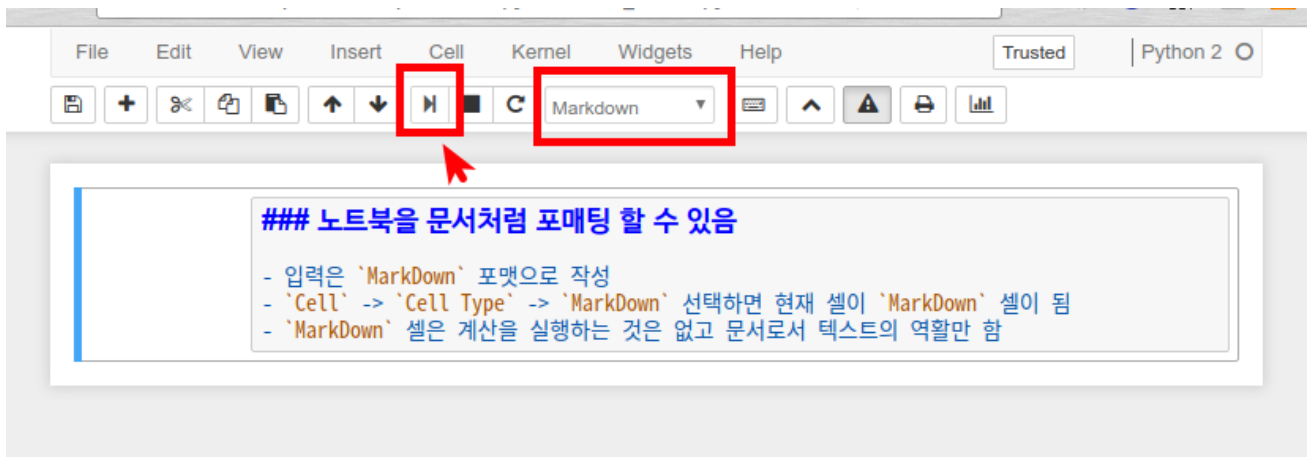 File Edit View Insert Cell Kernel Widgets Help Trusted Python 2
Markdown
### 노트북을 문서처럼 포매팅 할 수 있음
- 입력은 `MarkDown` 포맷으로 작성
- `Cell` -> `Cell Type` -> `MarkDown` 선택하면 현재 셀이 `MarkDown` 셀이 됨
- `MarkDown` 셀은 계산을 실행하는 것은 없고 문서로서 텍스트의 역활만 함